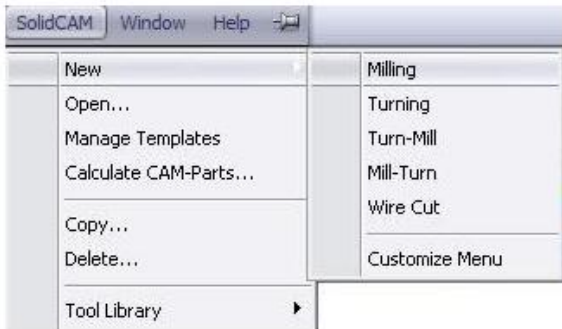 SolidCAM Window Help
New
Open...
Manage Templates
Calculate CAM-Parts...
Copy...
Delete...
Tool Library
Milling
Turning
Turn-Mill
Mill-Turn
Wire Cut
Customize Menu